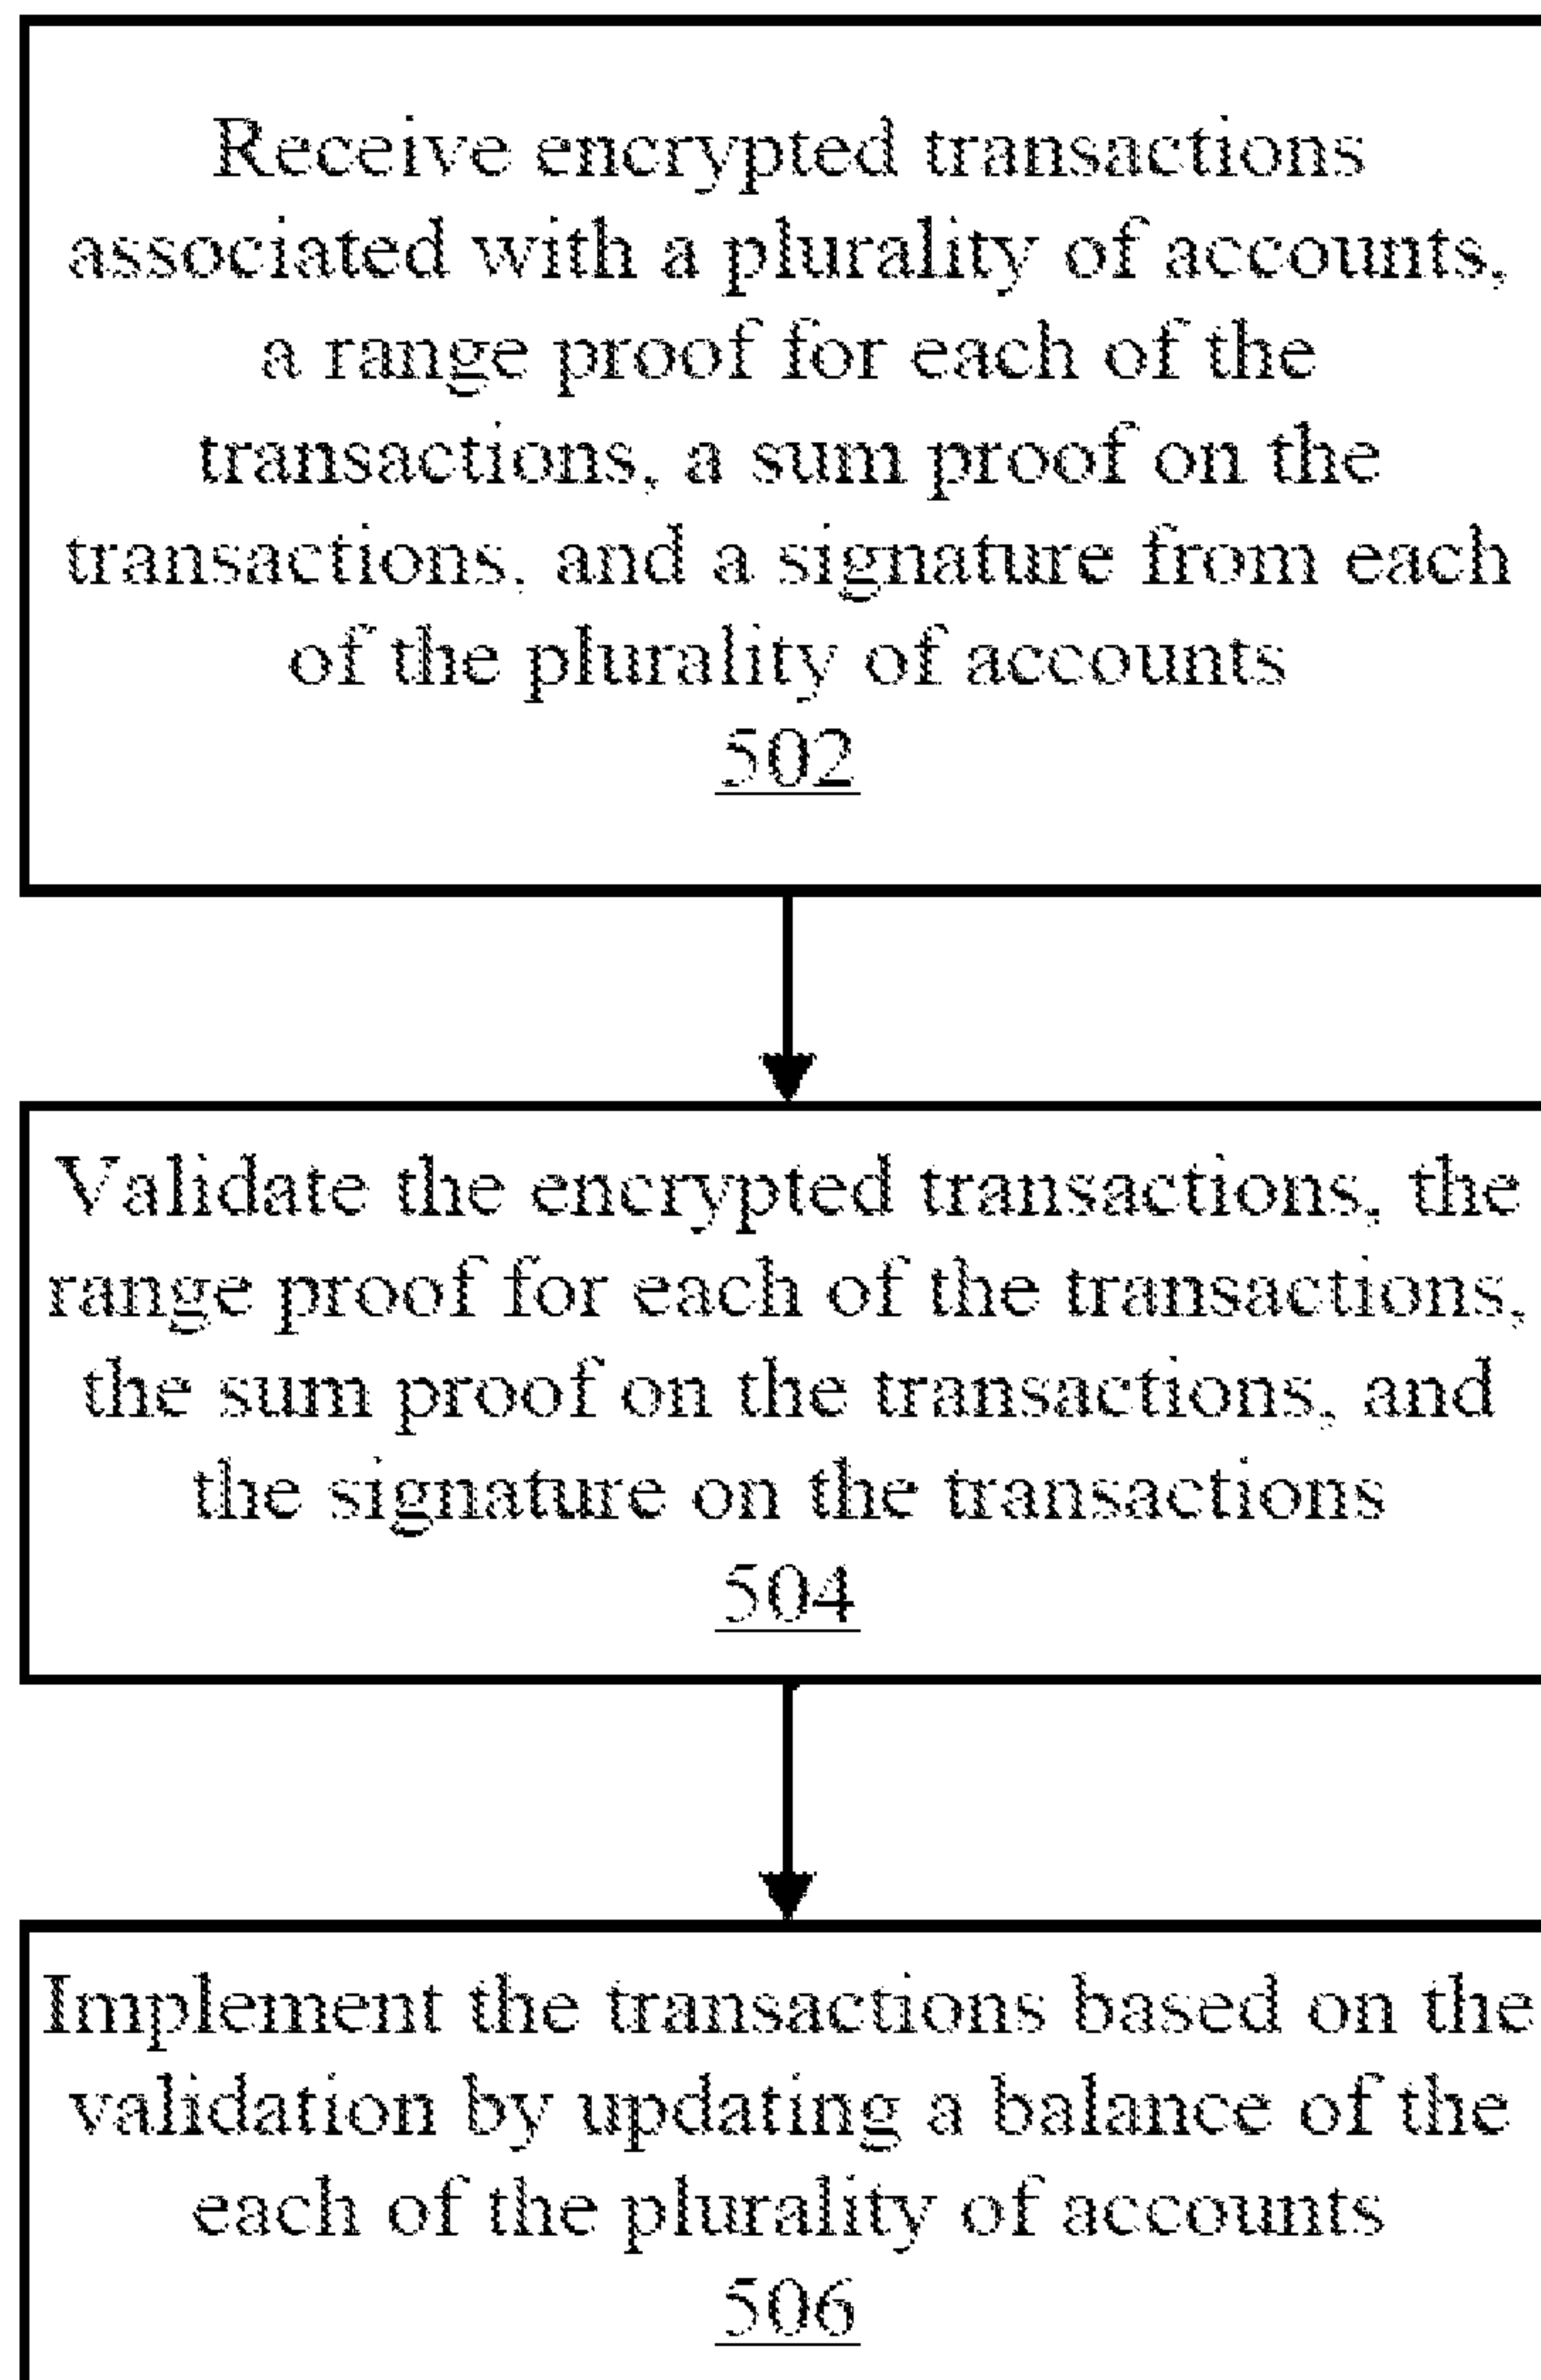 Receive encrypted transactions
associated with a plurality of accounts,
a range proof for each of the
transactions, a sum proof on the
transactions, and a signature from each
of the plurality of accounts
502
Validate the encrypted transactions, the
range proof for each of the transactions,
the sum proof on the transactions, and
the signature on the transactions
504
Implement the transactions based on the
validation by updating a balance of the
each of the plurality of accounts
506